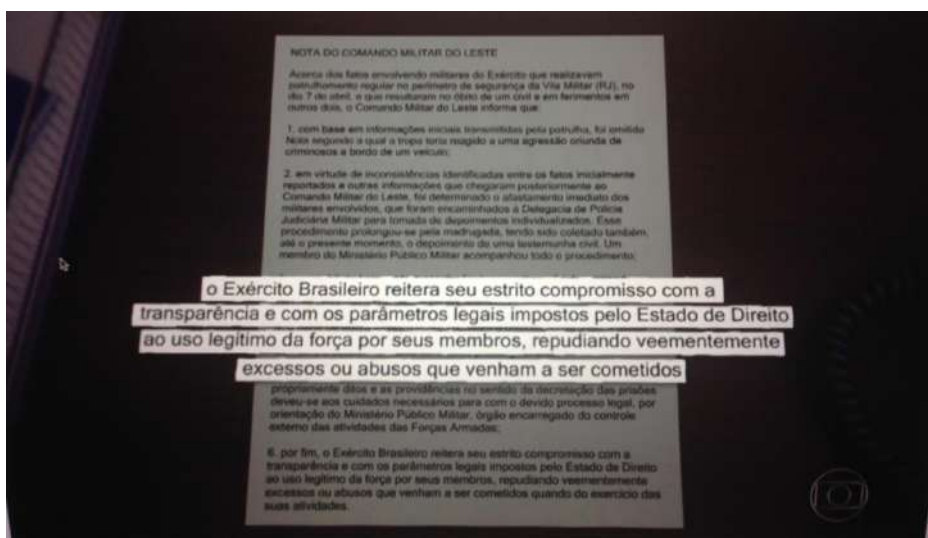 NOTA DO COMANDO MILITAR DO LESTE
Acerca dos fatos envolvendo militares do Exército que realizavam
patrulhamento regular no perímetro de segurança da Vila Militar (RJ), no
dia 7 de abril, e que resultaram no óbito de um civil e em ferimentos em
outros dois, o Comando Militar do Leste informa que:
1. com base em informações iniciais transmitidas pela patrulha, foi emitida
Nota segundo a qual a tropa teria reagido a uma agressão oriunda de
criminosos a bordo de um veículo;
2. em virtude de inconsistências identificadas entre os fatos inicialmente
reportados e outras informações que chegaram posteriormente ao
Comando Militar do Leste, foi determinado o afastamento imediato dos
militares envolvidos, que foram encaminhados à Delegacia de Polícia
Judiciária Militar para tomada de depoimentos individualizados. Esse
procedimento prolongou-se pela madrugada, tendo sido coletado também,
até o presente momento, o depoimento de uma testemunha civil. Um
membro do Ministério Público Militar acompanhou todo o procedimento;
o Exército Brasileiro reitera seu estrito compromisso com a
transparência e com os parâmetros legais impostos pelo Estado de Direito
ao uso legítimo da força por seus membros, repudiando veementemente
excessos ou abusos que venham a ser cometidos
propriamente ditos e as providências no sentido da decretação das prisões
deveu-se aos cuidados necessários para com o devido processo legal, por
orientação do Ministério Público Militar, órgão encarregado do controle
externo das atividades das Forças Armadas;
6. por fim, o Exército Brasileiro reitera seu estrito compromisso com a
transparência e com os parâmetros legais impostos pelo Estado de Direito
ao uso legítimo da força por seus membros, repudiando veementemente
excessos ou abusos que venham a ser cometidos quando do exercício das
suas atividades.